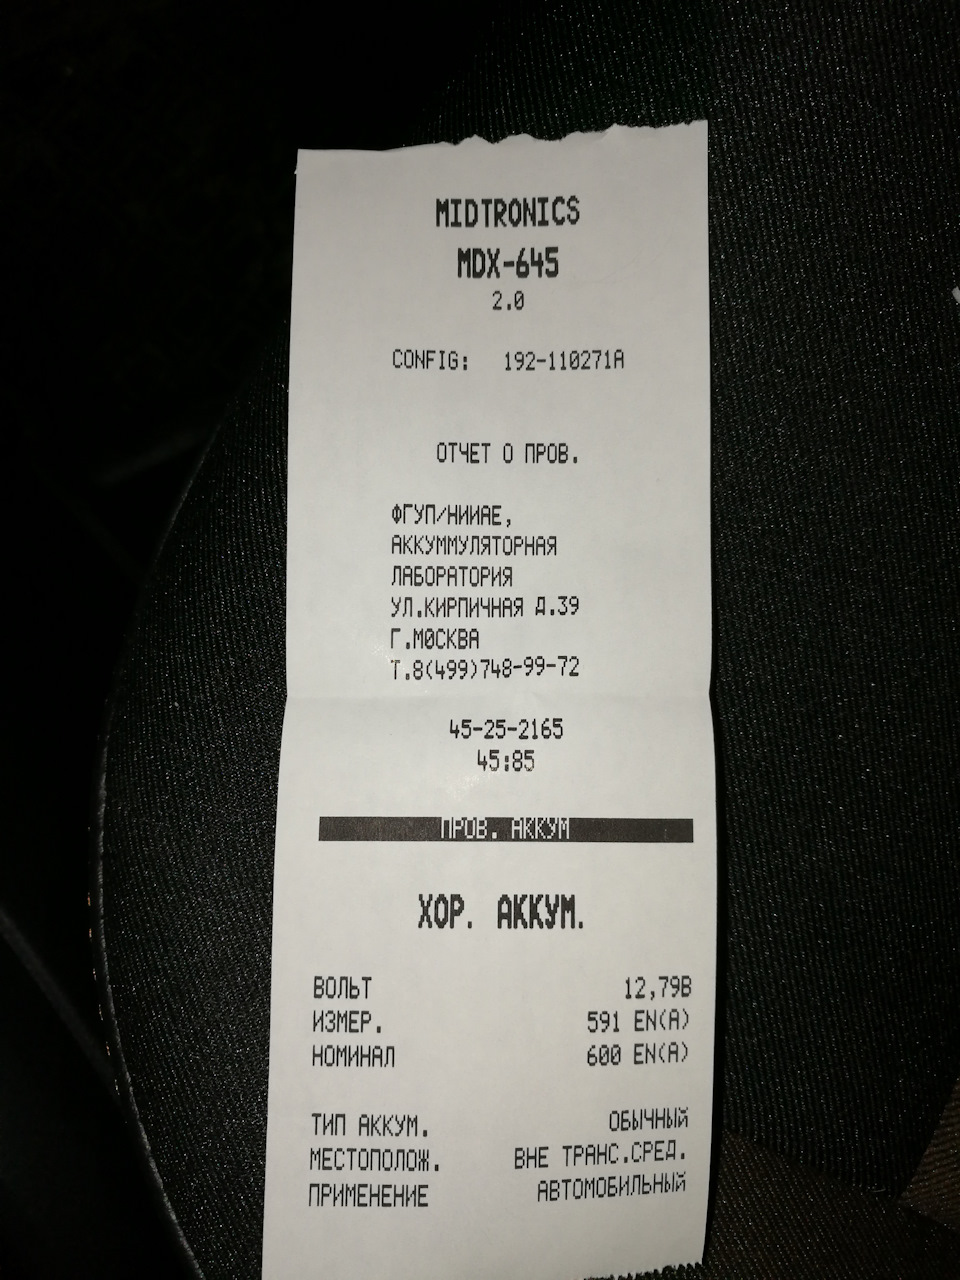 MIDTRONICS
MDX-645
2.0
CONFIG: 192-110271A
ОТЧЕТ О ПРОВ.
ФГУП/НИИАЕ,
АККУММУЛЯТОРНАЯ
ЛАБОРАТОРИЯ
УЛ.КИРПИЧНАЯ Д.39
Г.М0СКВА
Т.8(499)748-99-72
45-25-2165
45:85
ПРОВ. АККУМ
ХОР. АККУМ.
ВОЛЬТ 12,79В
ИЗМЕР. 591 EN(A)
НОМИНАЛ 600 EN(A)
ТИП АККУМ. ОБЫЧНЫЙ
МЕСТОПОЛОЖ. ВНЕ ТРАНС.СРЕД.
ПРИМЕНЕНИЕ АВТОМОБИЛЬНЫЙ